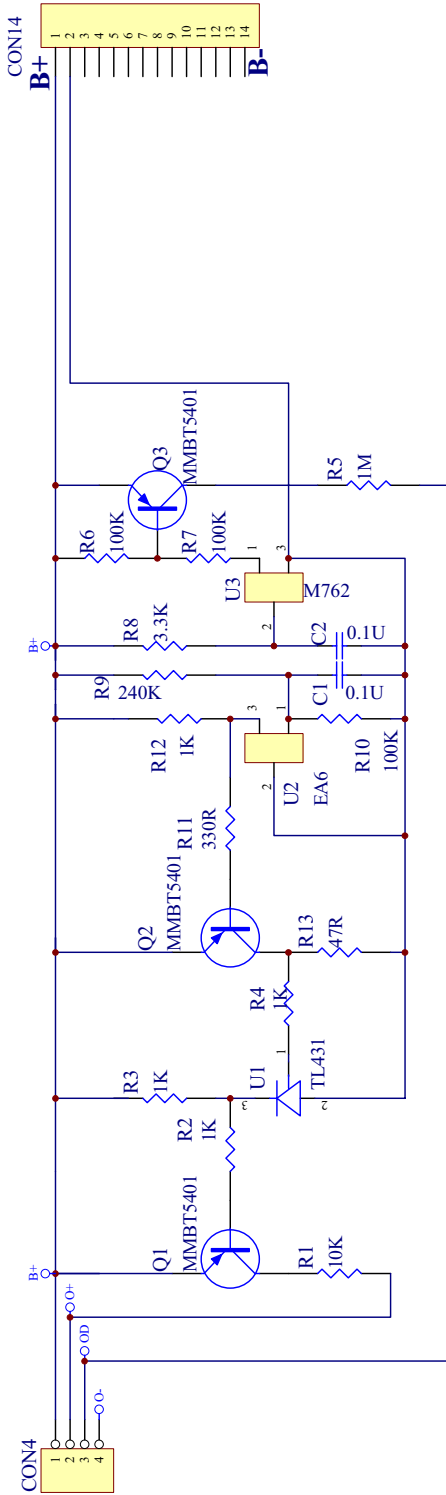 CON14
B+
1
2
3
4
5
6
7
8
9
10
11
12
13
14
B-
Q3
MMBT5401
R6
100K
R7
100K
R5
1M
U3
1
3
2
M762
B+
R8
3.3K
C2
0.1U
R9
240K
C1
0.1U
R12
1K
3
1
2
U2
EA6
R10
100K
R11
330R
Q2
MMBT5401
R13
47R
R4
1K
R3
1K
U1
TL431
1
3
2
R2
1K
Q1
MMBT5401
R1
10K
B+
O+
OD
O-
CON4
1
2
3
4